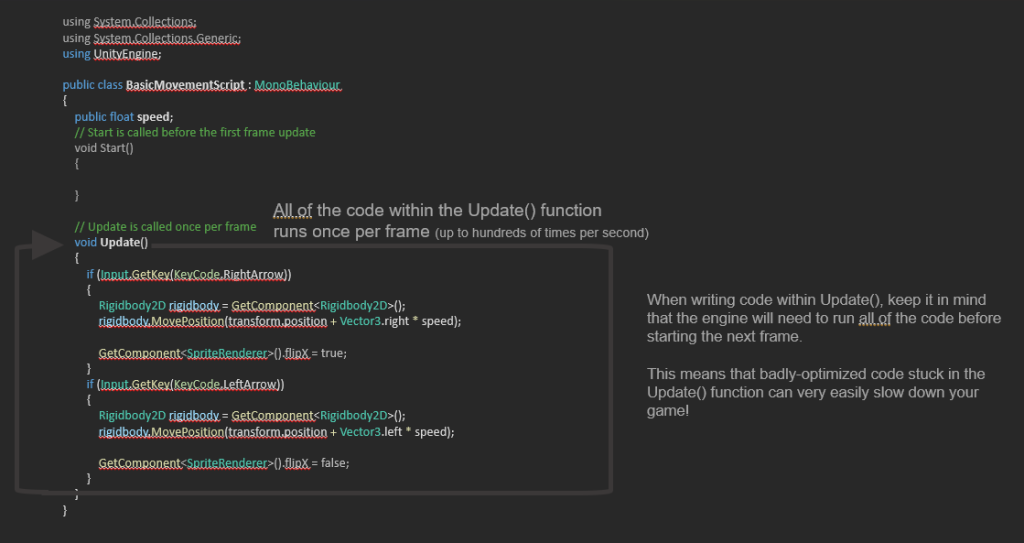 using System.Collections;
using System.Collections.Generic;
using UnityEngine;
public class BasicMovementScript : MonoBehaviour
{
public float speed;
// Start is called before the first frame update
void Start()
{
}
All of the code within the Update() function
runs once per frame (up to hundreds of times per second)
// Update is called once per frame
void Update()
{
if (Input.GetKey(KeyCode.RightArrow))
{
Rigidbody2D rigidbody = GetComponent<Rigidbody2D>();
rigidbody.MovePosition(transform.position + Vector3.right * speed);
GetComponent<SpriteRenderer>().flipX = true;
}
if (Input.GetKey(KeyCode.LeftArrow))
{
Rigidbody2D rigidbody = GetComponent<Rigidbody2D>();
rigidbody.MovePosition(transform.position + Vector3.left * speed);
GetComponent<SpriteRenderer>().flipX = false;
}
}
}
When writing code within Update(), keep it in mind
that the engine will need to run all of the code before
starting the next frame.
This means that badly-optimized code stuck in the
Update() function can very easily slow down your
game!